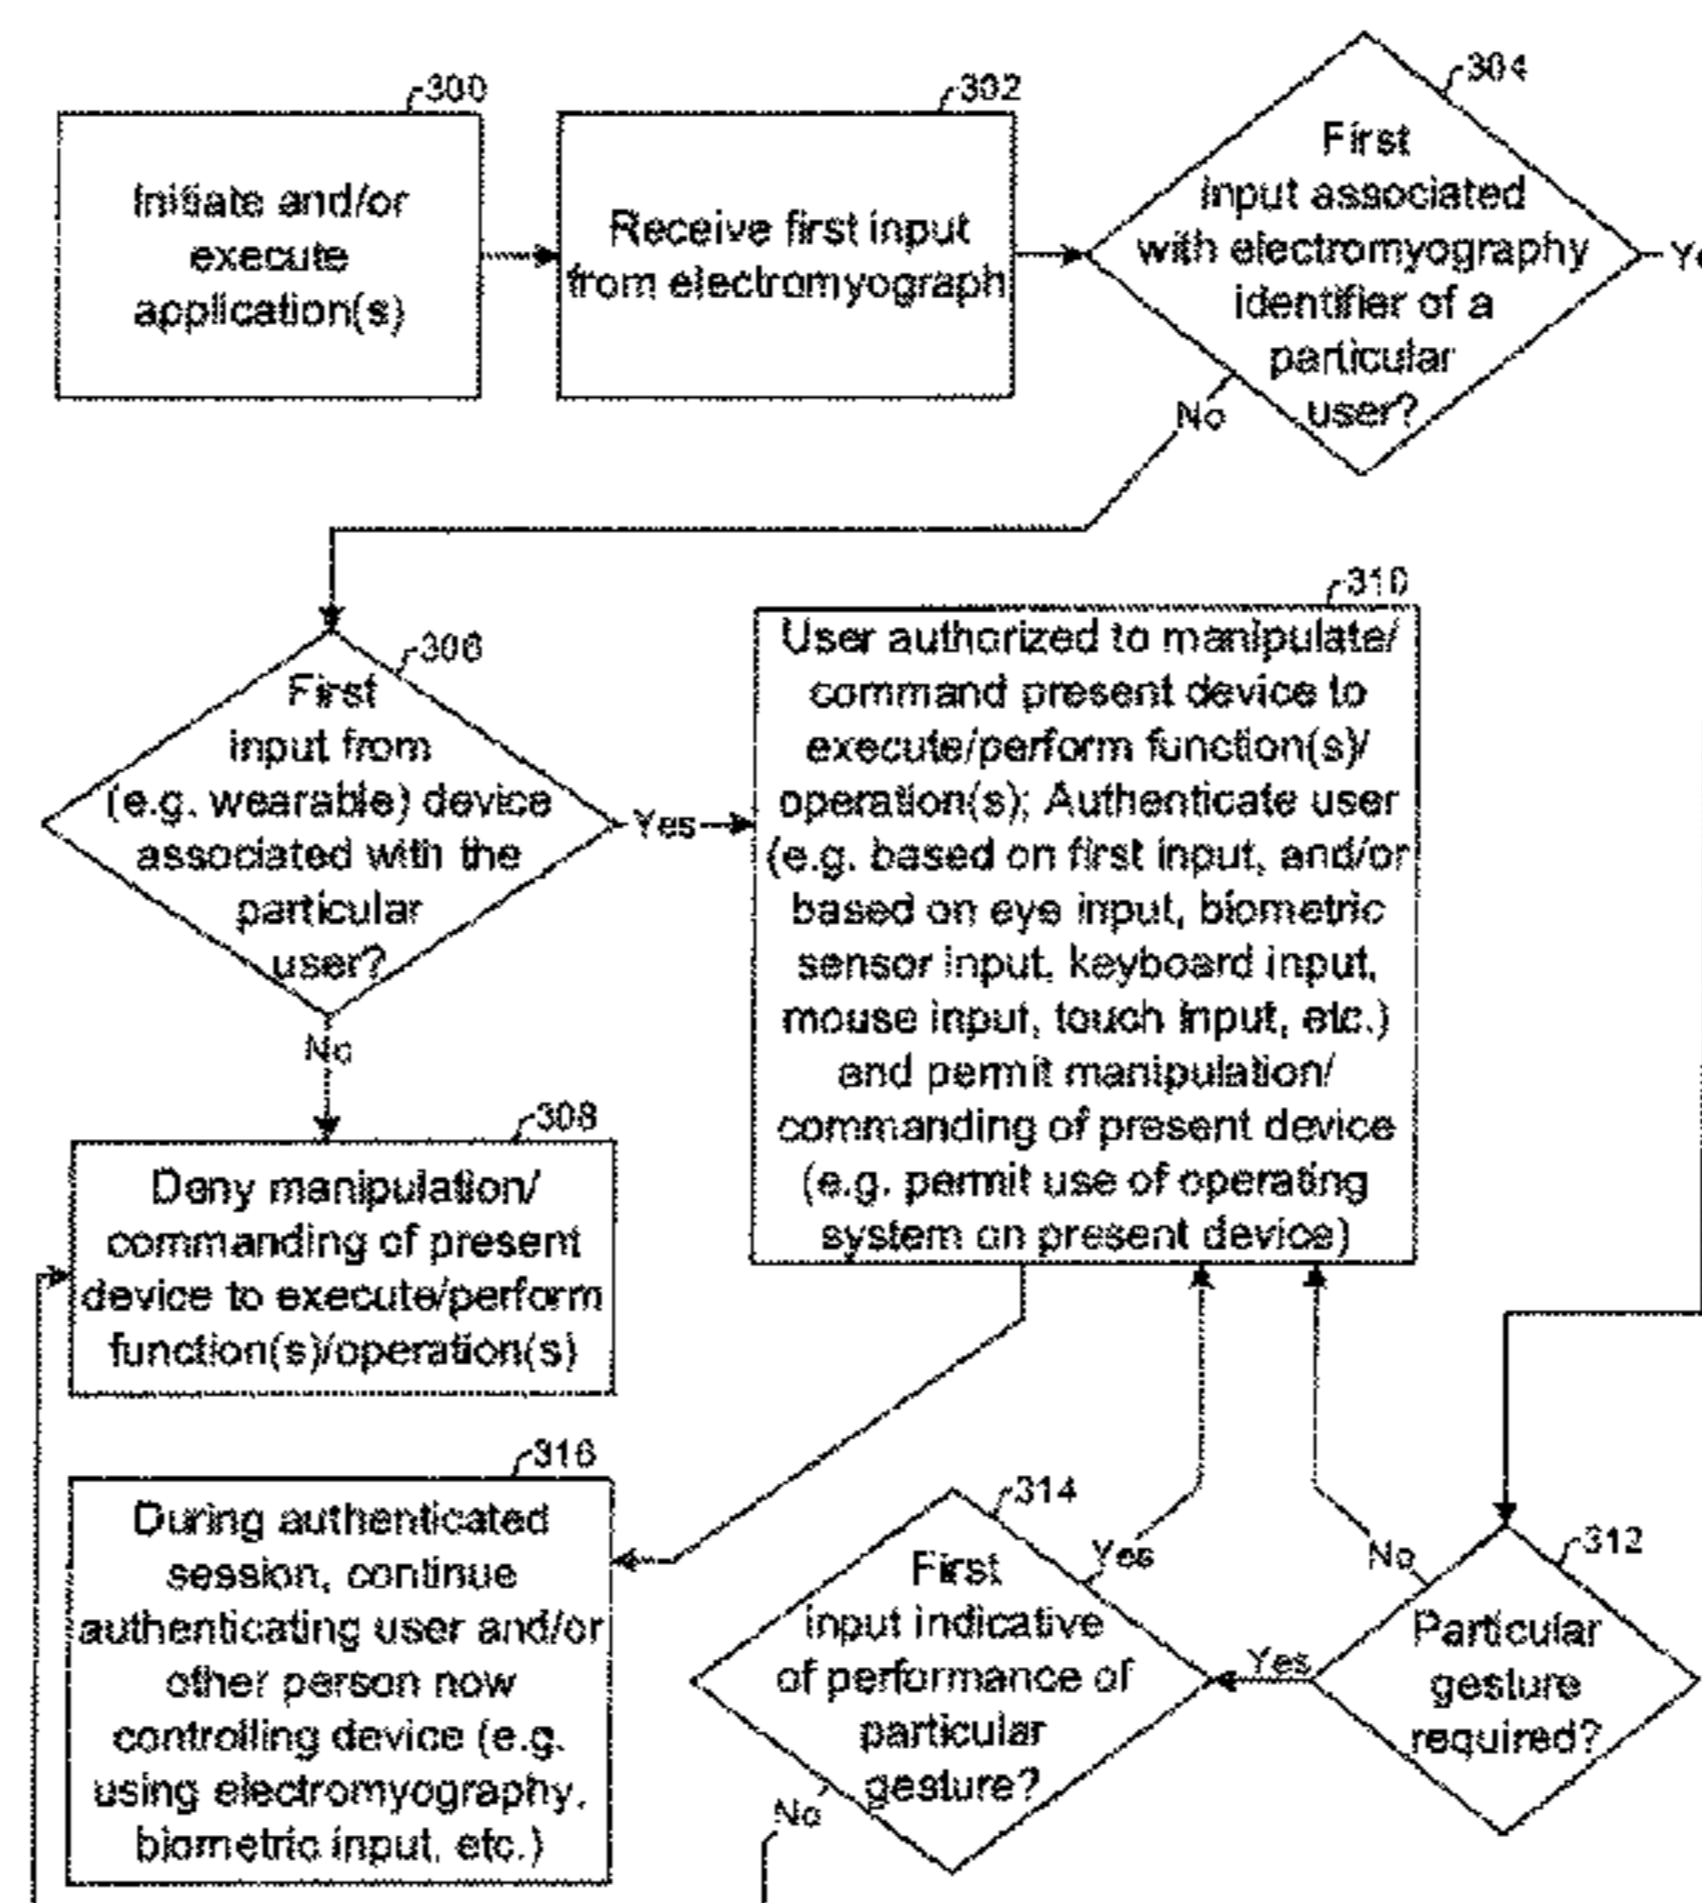 300
Initiate and/or
execute
application(s)
302
Receive first input
from electromyograph
304
First
input associated
with electromyography
identifier of a
particular
user?
No
306
First
input from
(e.g. wearable) device
associated with the
particular
user?
Yes
No
308
Deny manipulation/
commanding of present
device to execute/perform
function(s)/operation(s)
310
User authorized to manipulate/
command present device to
execute/perform function(s)/
operation(s); Authenticate user
(e.g. based on first input, and/or
based on eye input, biometric
sensor input, keyboard input,
mouse input, touch input, etc.)
and permit manipulation/
commanding of present device
(e.g. permit use of operating
system on present device)
312
Particular
gesture
required?
No
Yes
314
First
input indicative
of performance of
particular
gesture?
Yes
No
316
During authenticated
session, continue
authenticating user and/or
other person now
controlling device (e.g.
using electromyography,
biometric input, etc.)